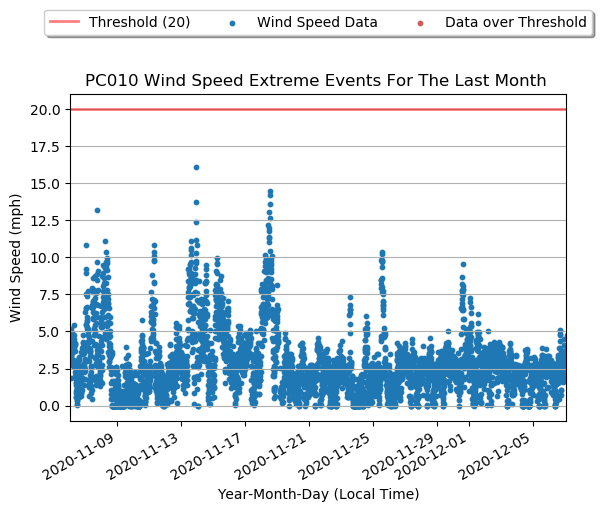 Threshold (20) Wind Speed Data Data over Threshold
PC010 Wind Speed Extreme Events For The Last Month
20.0
17.5
15.0
12.5
10.0
7.5
5.0
2.5
0.0
Wind Speed (mph)
2020-11-09 2020-11-13 2020-11-17 2020-11-21 2020-11-25 2020-11-29 2020-12-01 2020-12-05
Year-Month-Day (Local Time)